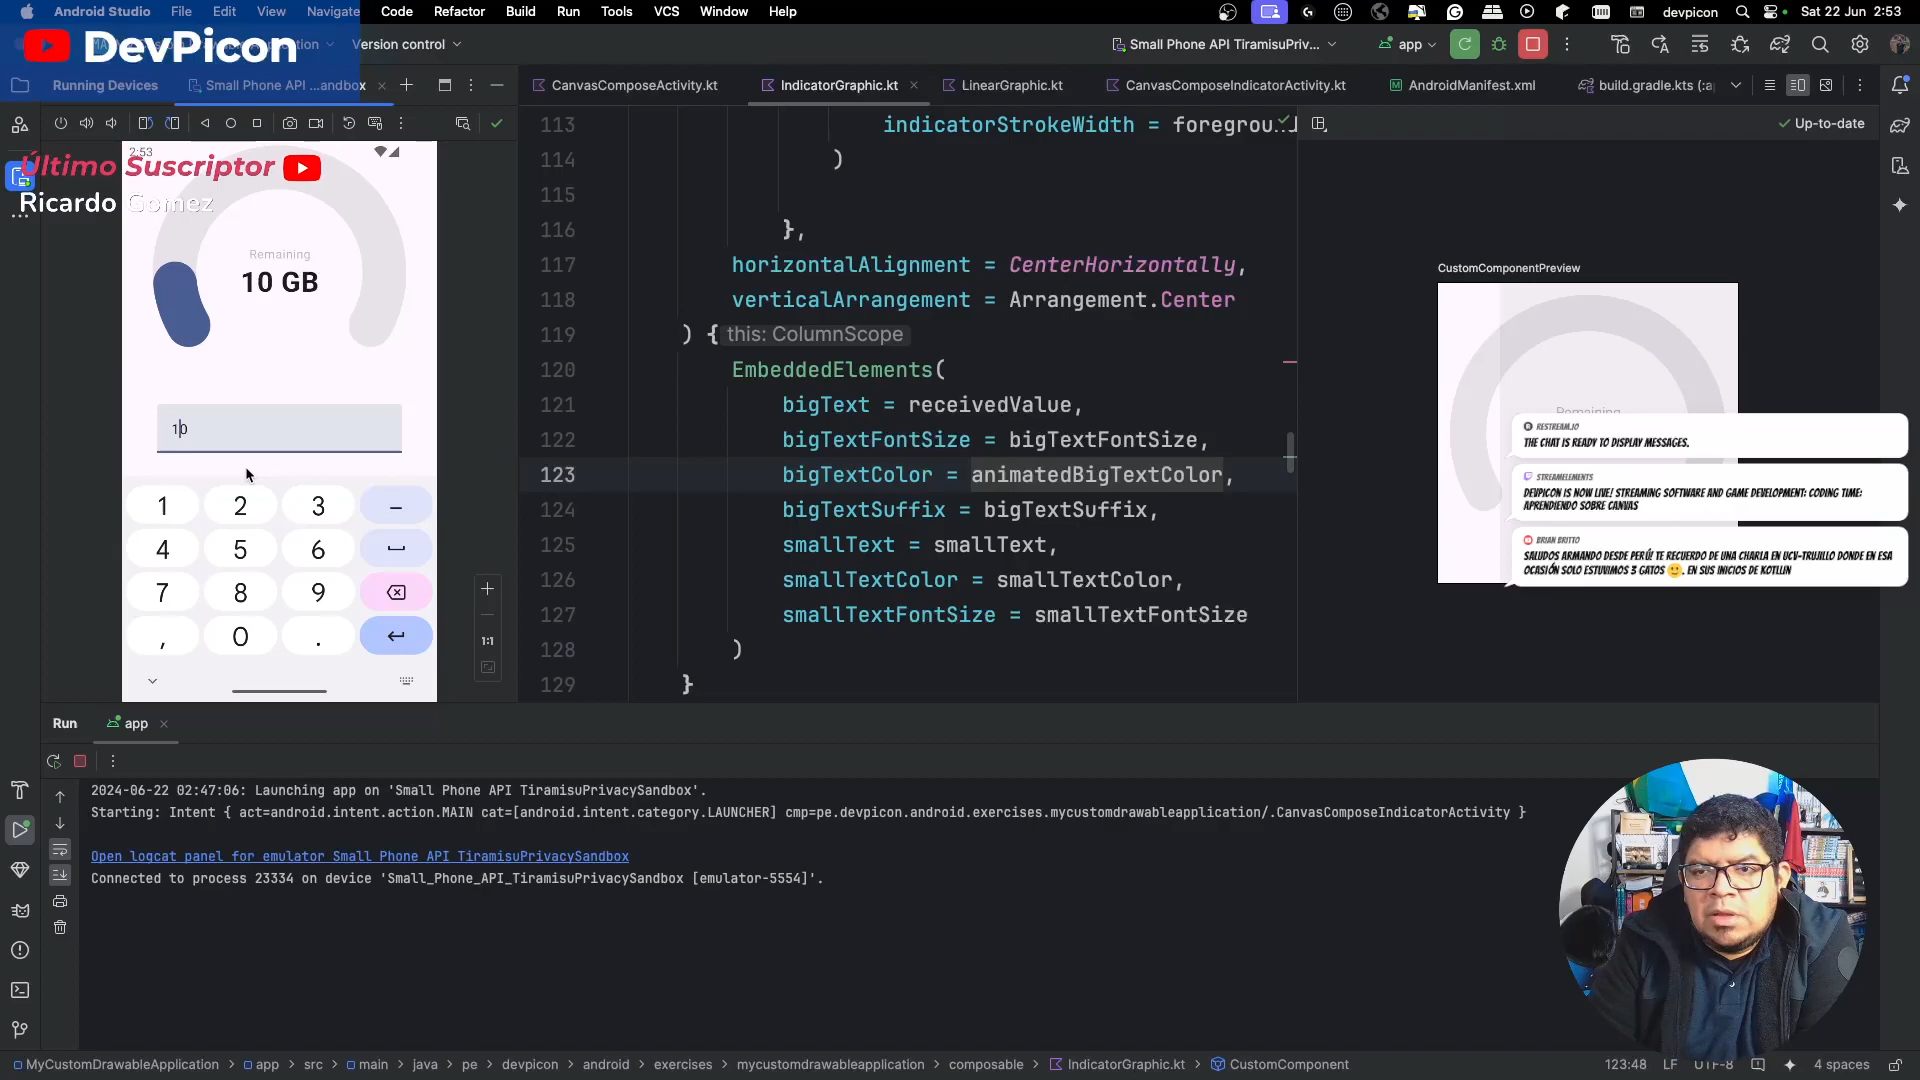 Android Studio File Edit View Navigate Code Refactor Build Run Tools VCS Window Help
devpicon Sat 22 Jun 2:53
DevPicon
Version control
Small Phone API TiramisuPriv... app
Running Devices Small Phone API ...andbox
CanvasComposeActivity.kt IndicatorGraphic.kt LinearGraphic.kt CanvasComposeIndicatorActivity.kt AndroidManifest.xml build.gradle.kts (:a
Up-to-date
2:53
Último Suscriptor
Ricardo Gomez
Remaining
10 GB
10
1 2 3 –
4 5 6
7 8 9
, 0 .
1:1
113 indicatorStrokeWidth = foregrou...
114 )
115
116 },
117 horizontalAlignment = CenterHorizontally,
118 verticalArrangement = Arrangement.Center
119 ) { this: ColumnScope
120 EmbeddedElements(
121 bigText = receivedValue,
122 bigTextFontSize = bigTextFontSize,
123 bigTextColor = animatedBigTextColor,
124 bigTextSuffix = bigTextSuffix,
125 smallText = smallText,
126 smallTextColor = smallTextColor,
127 smallTextFontSize = smallTextFontSize
128 )
129 }
CustomComponentPreview
Remaining
RESTREAM.IO
THE CHAT IS READY TO DISPLAY MESSAGES.
STREAMELEMENTS
DEVPICON IS NOW LIVE! STREAMING SOFTWARE AND GAME DEVELOPMENT: CODING TIME:
APRENDIENDO SOBRE CANVAS
BRIAN BRITTO
SALUDOS ARMANDO DESDE PERÚ! TE RECUERDO DE UNA CHARLA EN UCV-TRUJILLO DONDE EN ESA
OCASIÓN SOLO ESTUVIMOS 3 GATOS 🙂. EN SUS INICIOS DE KOTLIN
Run app
2024-06-22 02:47:06: Launching app on 'Small Phone API TiramisuPrivacySandbox'.
Starting: Intent { act=android.intent.action.MAIN cat=[android.intent.category.LAUNCHER] cmp=pe.devpicon.android.exercises.mycustomdrawableapplication/.CanvasComposeIndicatorActivity }
Open logcat panel for emulator Small Phone API TiramisuPrivacySandbox
Connected to process 23334 on device 'Small_Phone_API_TiramisuPrivacySandbox [emulator-5554]'.
MyCustomDrawableApplication > app > src > main > java > pe > devpicon > android > exercises > mycustomdrawableapplication > composable > IndicatorGraphic.kt > CustomComponent
123:48 LF UTF-8 4 spaces